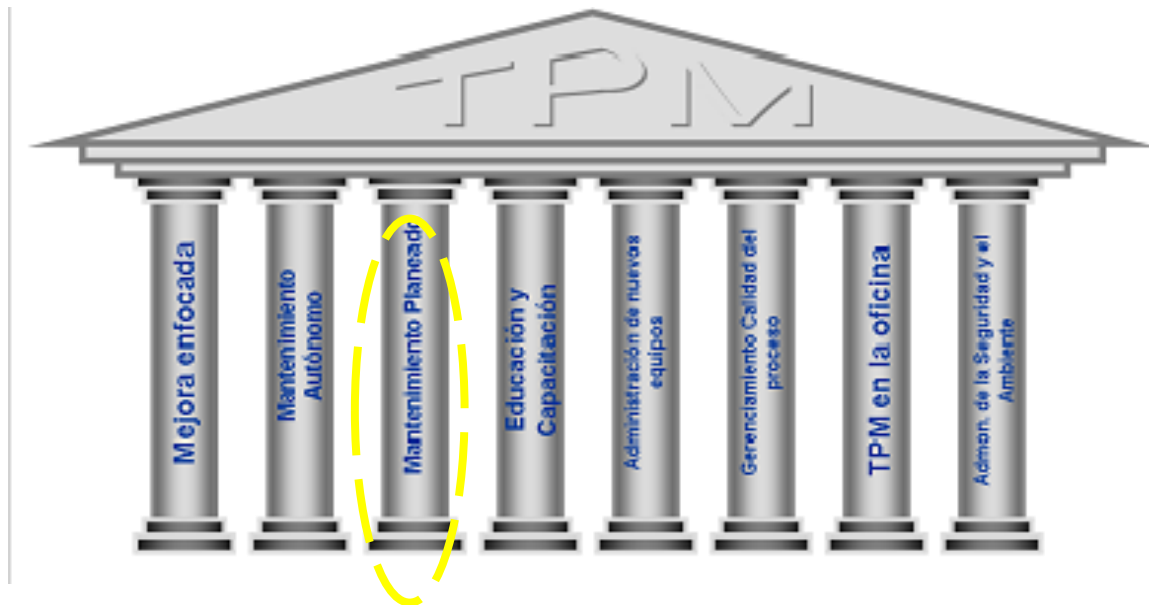 TPM
Mejora enfocada
Mantenimiento
Autónomo
Mantenimiento Planeado
Educación y
Capacitación
Administración de nuevos
equipos
Gerenciamiento Calidad del
proceso
TPM en la oficina
Admon. de la Seguridad y el
Ambiente